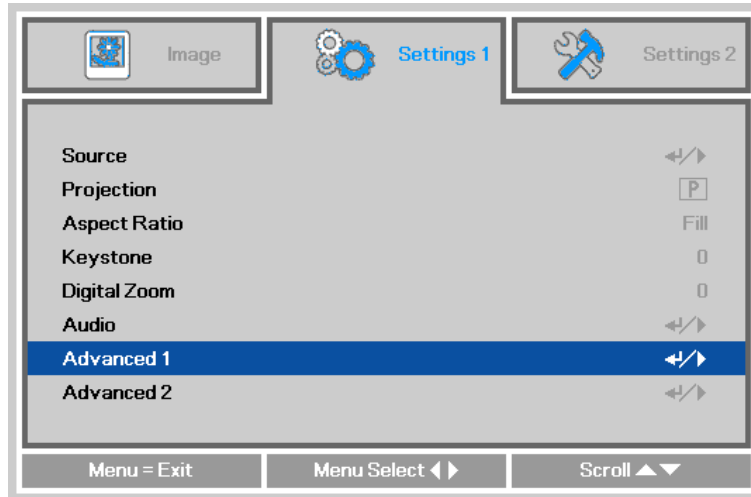 Image Settings 1 Settings 2
Source
Projection P
Aspect Ratio Fill
Keystone 0
Digital Zoom 0
Audio
Advanced 1
Advanced 2
Menu = Exit Menu Select Scroll